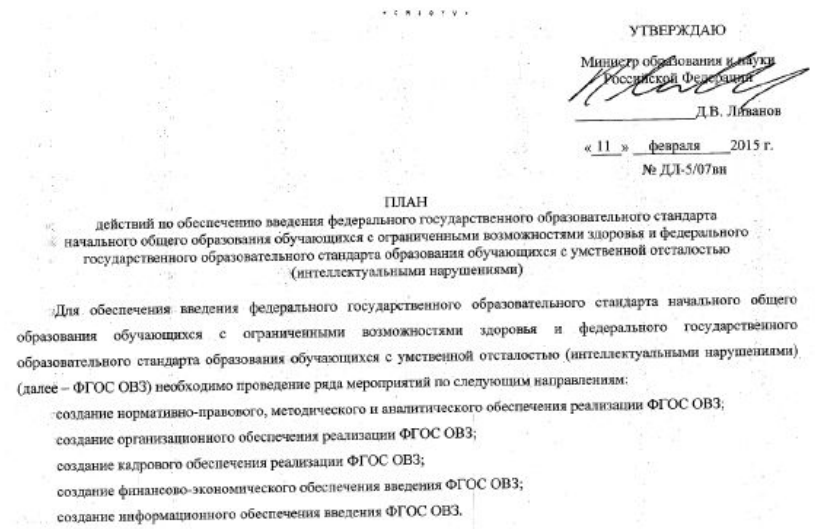 УТВЕРЖДАЮ
Министр образования и науки
Российской Федерации
Д.В. Ливанов
« 11 » февраля 2015 г.
№ ДЛ-5/07вн
ПЛАН
действий по обеспечению введения федерального государственного образовательного стандарта
начального общего образования обучающихся с ограниченными возможностями здоровья и федерального
государственного образовательного стандарта образования обучающихся с умственной отсталостью
(интеллектуальными нарушениями)
Для обеспечения введения федерального государственного образовательного стандарта начального общего
образования обучающихся с ограниченными возможностями здоровья и федерального государственного
образовательного стандарта образования обучающихся с умственной отсталостью (интеллектуальными нарушениями)
(далее – ФГОС ОВЗ) необходимо проведение ряда мероприятий по следующим направлениям:
создание нормативно-правового, методического и аналитического обеспечения реализации ФГОС ОВЗ;
создание организационного обеспечения реализации ФГОС ОВЗ;
создание кадрового обеспечения реализации ФГОС ОВЗ;
создание финансово-экономического обеспечения введения ФГОС ОВЗ;
создание информационного обеспечения введения ФГОС ОВЗ.